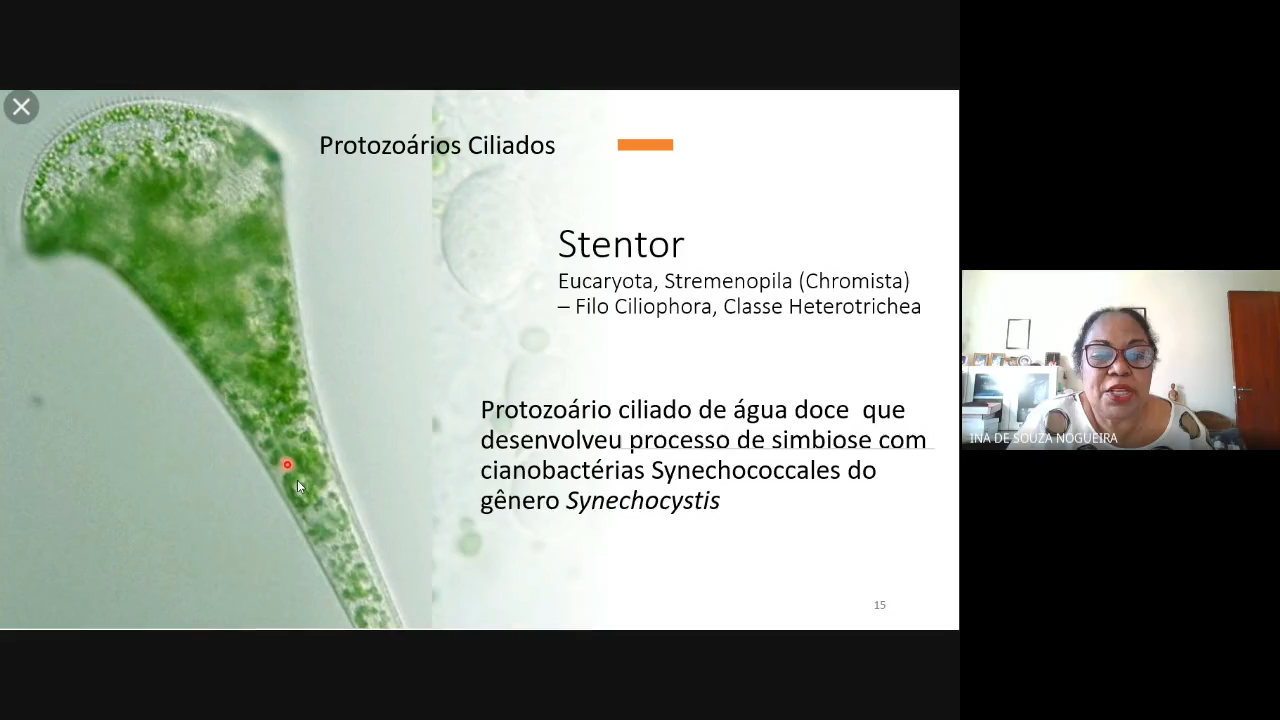 Protozoários Ciliados
Stentor
Eucaryota, Stremenopila (Chromista)
– Filo Ciliophora, Classe Heterotrichea
Protozoário ciliado de água doce que
desenvolveu processo de simbiose com
cianobactérias Synechococcales do
gênero Synechocystis
15
INA DE SOUZA NOGUEIRA